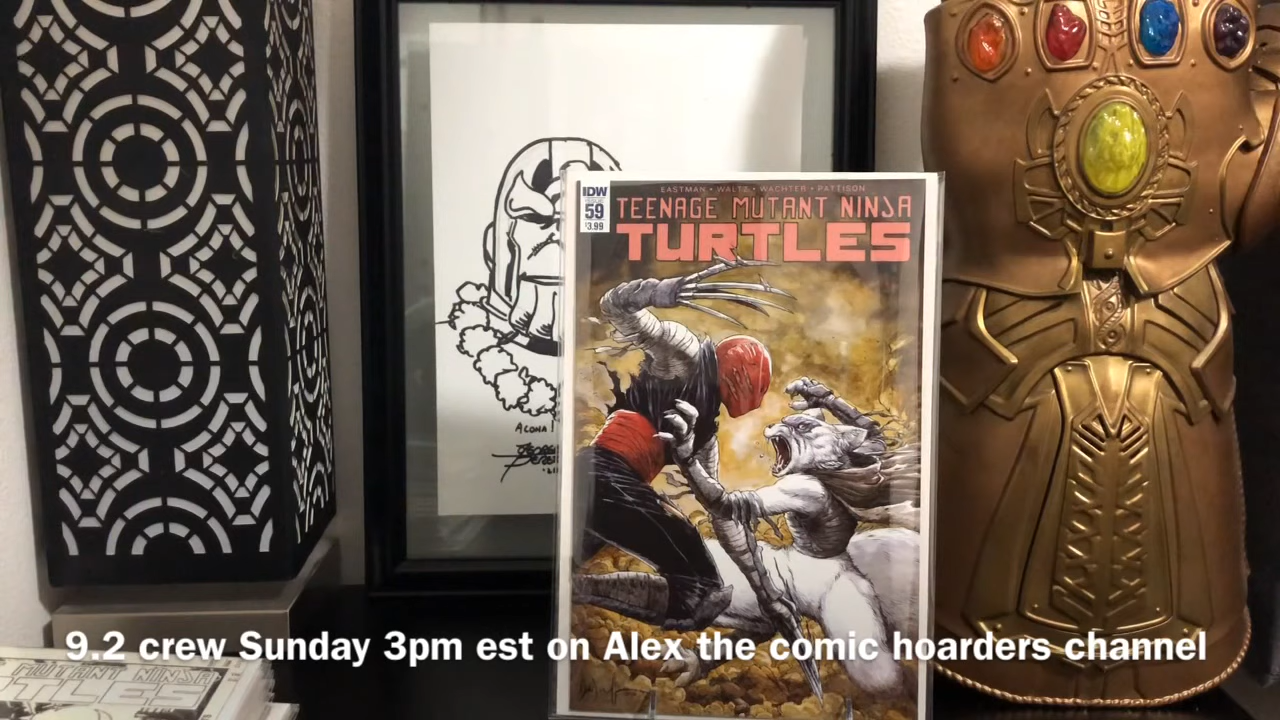 IDW
59
$3.99
EASTMAN • WALTZ • WACHTER • PATTISON
TEENAGE MUTANT NINJA
TURTLES
ACONA!
9.2 crew Sunday 3pm est on Alex the comic hoarders channel
MUTANT NINJA
TLES